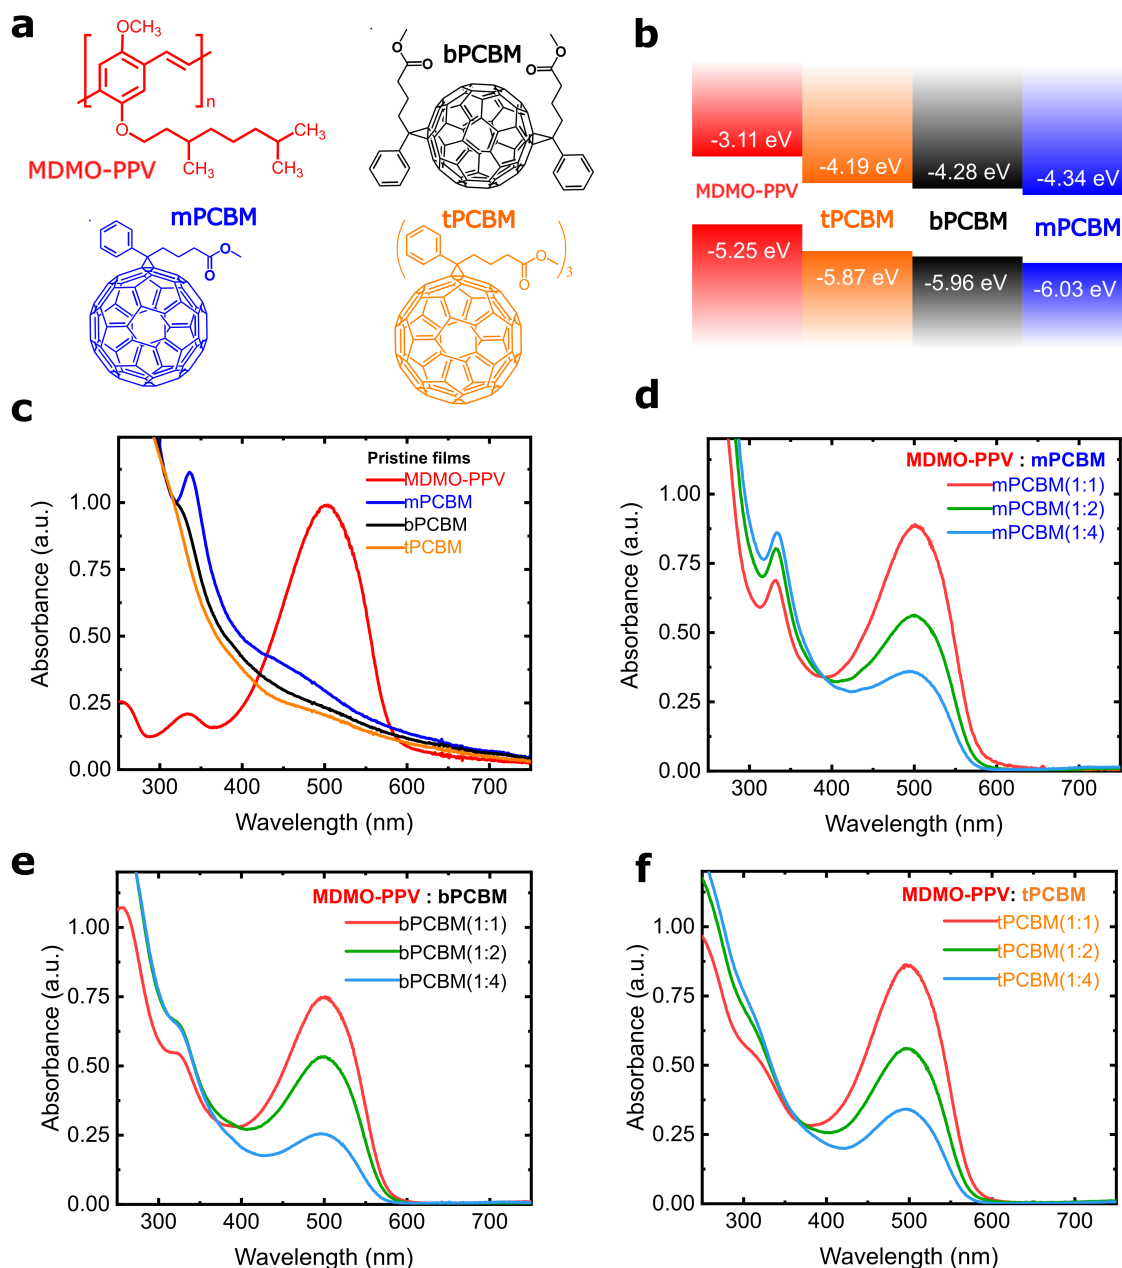 a
OCH3
n
O
CH3
CH3
CH3
MDMO-PPV
O
O
bPCBM
O
O
mPCBM
O
O
tPCBM
O
O
3
b
-3.11 eV
-4.19 eV
-4.28 eV
-4.34 eV
MDMO-PPV
tPCBM
bPCBM
mPCBM
-5.25 eV
-5.87 eV
-5.96 eV
-6.03 eV
c
Pristine films
MDMO-PPV
mPCBM
bPCBM
tPCBM
Absorbance (a.u.)
1.00
0.75
0.50
0.25
0.00
300 400 500 600 700
Wavelength (nm)
d
MDMO-PPV : mPCBM
mPCBM(1:1)
mPCBM(1:2)
mPCBM(1:4)
Absorbance (a.u.)
1.00
0.75
0.50
0.25
0.00
300 400 500 600 700
Wavelength (nm)
e
MDMO-PPV : bPCBM
bPCBM(1:1)
bPCBM(1:2)
bPCBM(1:4)
Absorbance (a.u.)
1.00
0.75
0.50
0.25
0.00
300 400 500 600 700
Wavelength (nm)
f
MDMO-PPV: tPCBM
tPCBM(1:1)
tPCBM(1:2)
tPCBM(1:4)
Absorbance (a.u.)
1.00
0.75
0.50
0.25
0.00
300 400 500 600 700
Wavelength (nm)